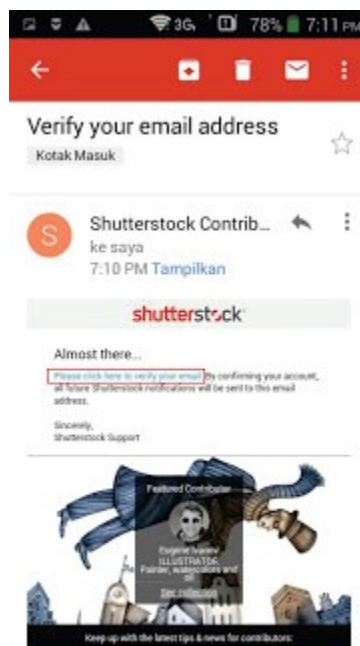 3G 78% 7:11 PM
Verify your email address
Kotak Masuk
S
Shutterstock Contrib...
ke saya
7:10 PM Tampilkan
shutterstock
Almost there...
Please click here to verify your email. By confirming your account,
all future Shutterstock notifications will be sent to this email
address.
Sincerely,
Shutterstock Support
Featured Contributor
Eugene Ivanov
ILLUSTRATOR,
Painter, watercolors and
oil
See collection
Keep up with the latest tips & news for contributors: